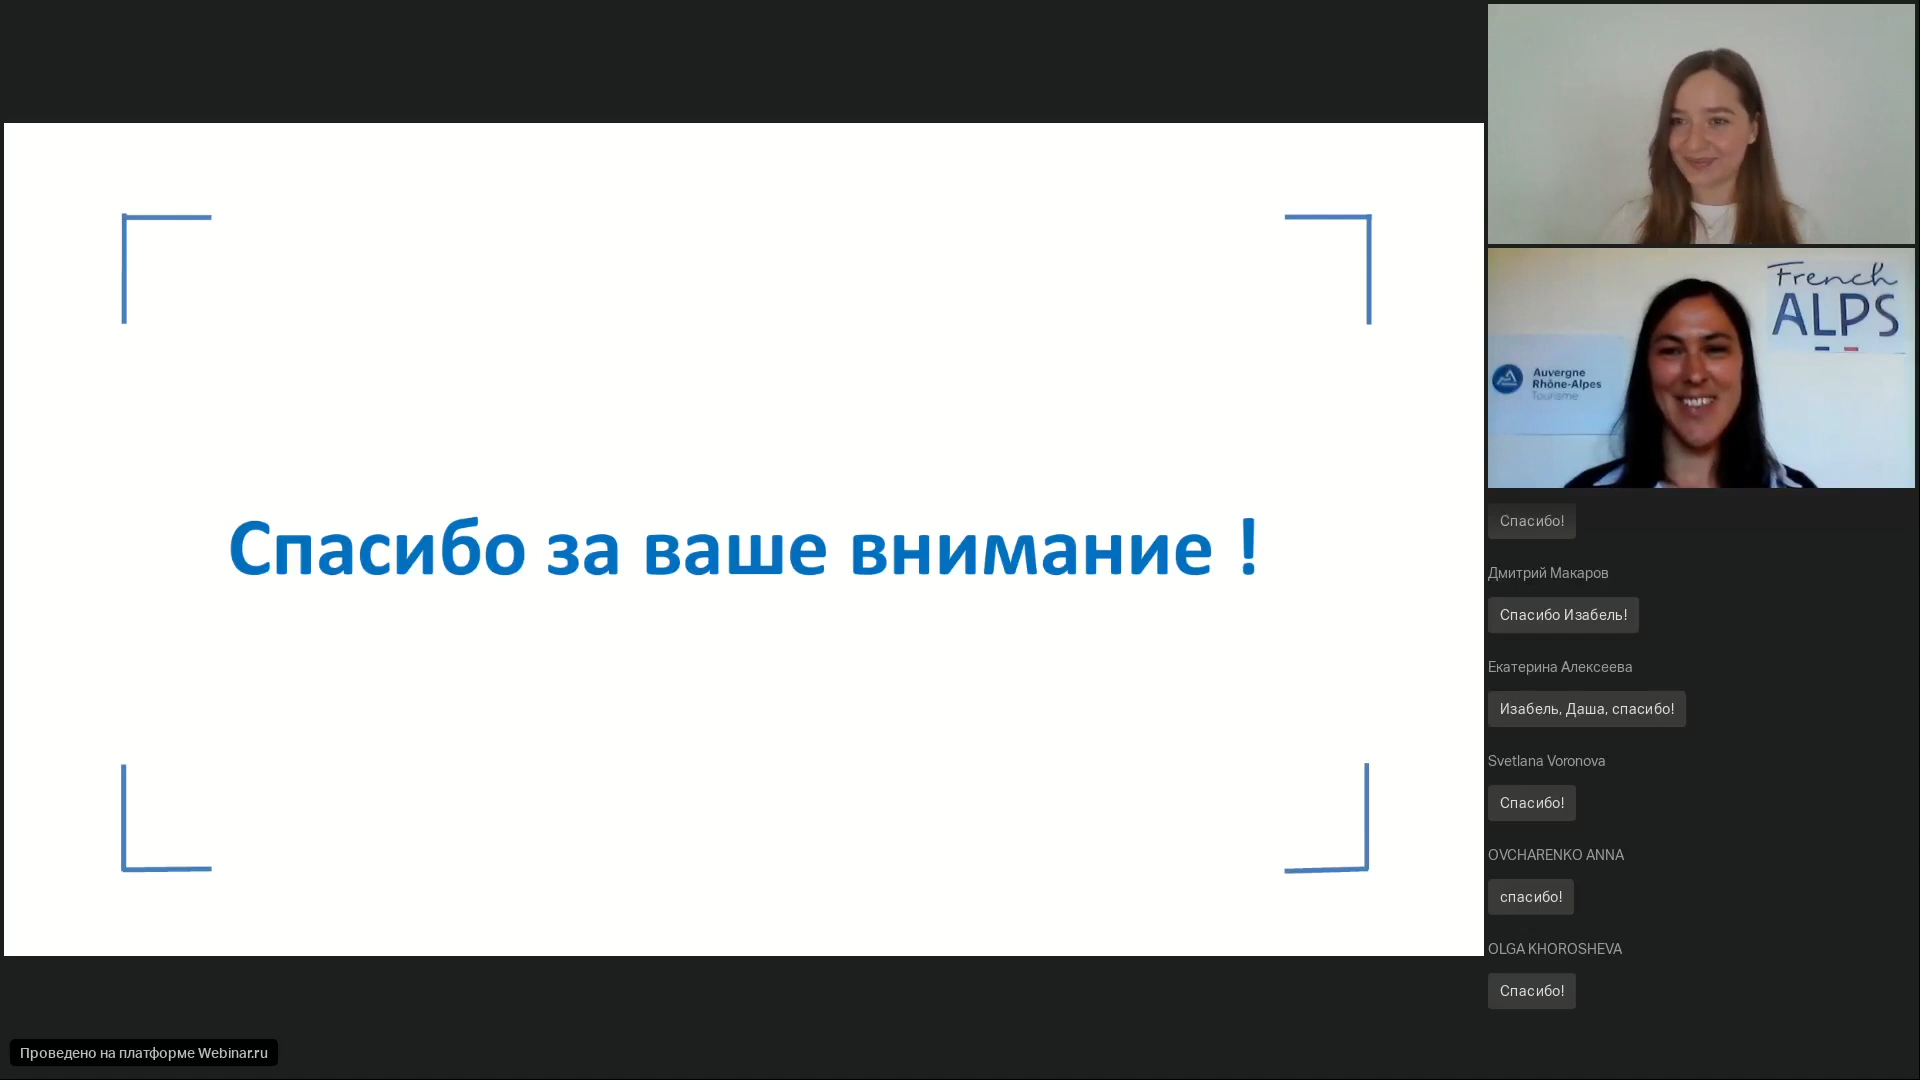 Спасибо за ваше внимание !
French
ALPS
Auvergne
Rhône-Alpes
Tourisme
Спасибо!
Дмитрий Макаров
Спасибо Изабель!
Екатерина Алексеева
Изабель, Даша, спасибо!
Svetlana Voronova
Спасибо!
OVCHARENKO ANNA
спасибо!
OLGA KHOROSHEVA
Спасибо!
Проведено на платформе Webinar.ru